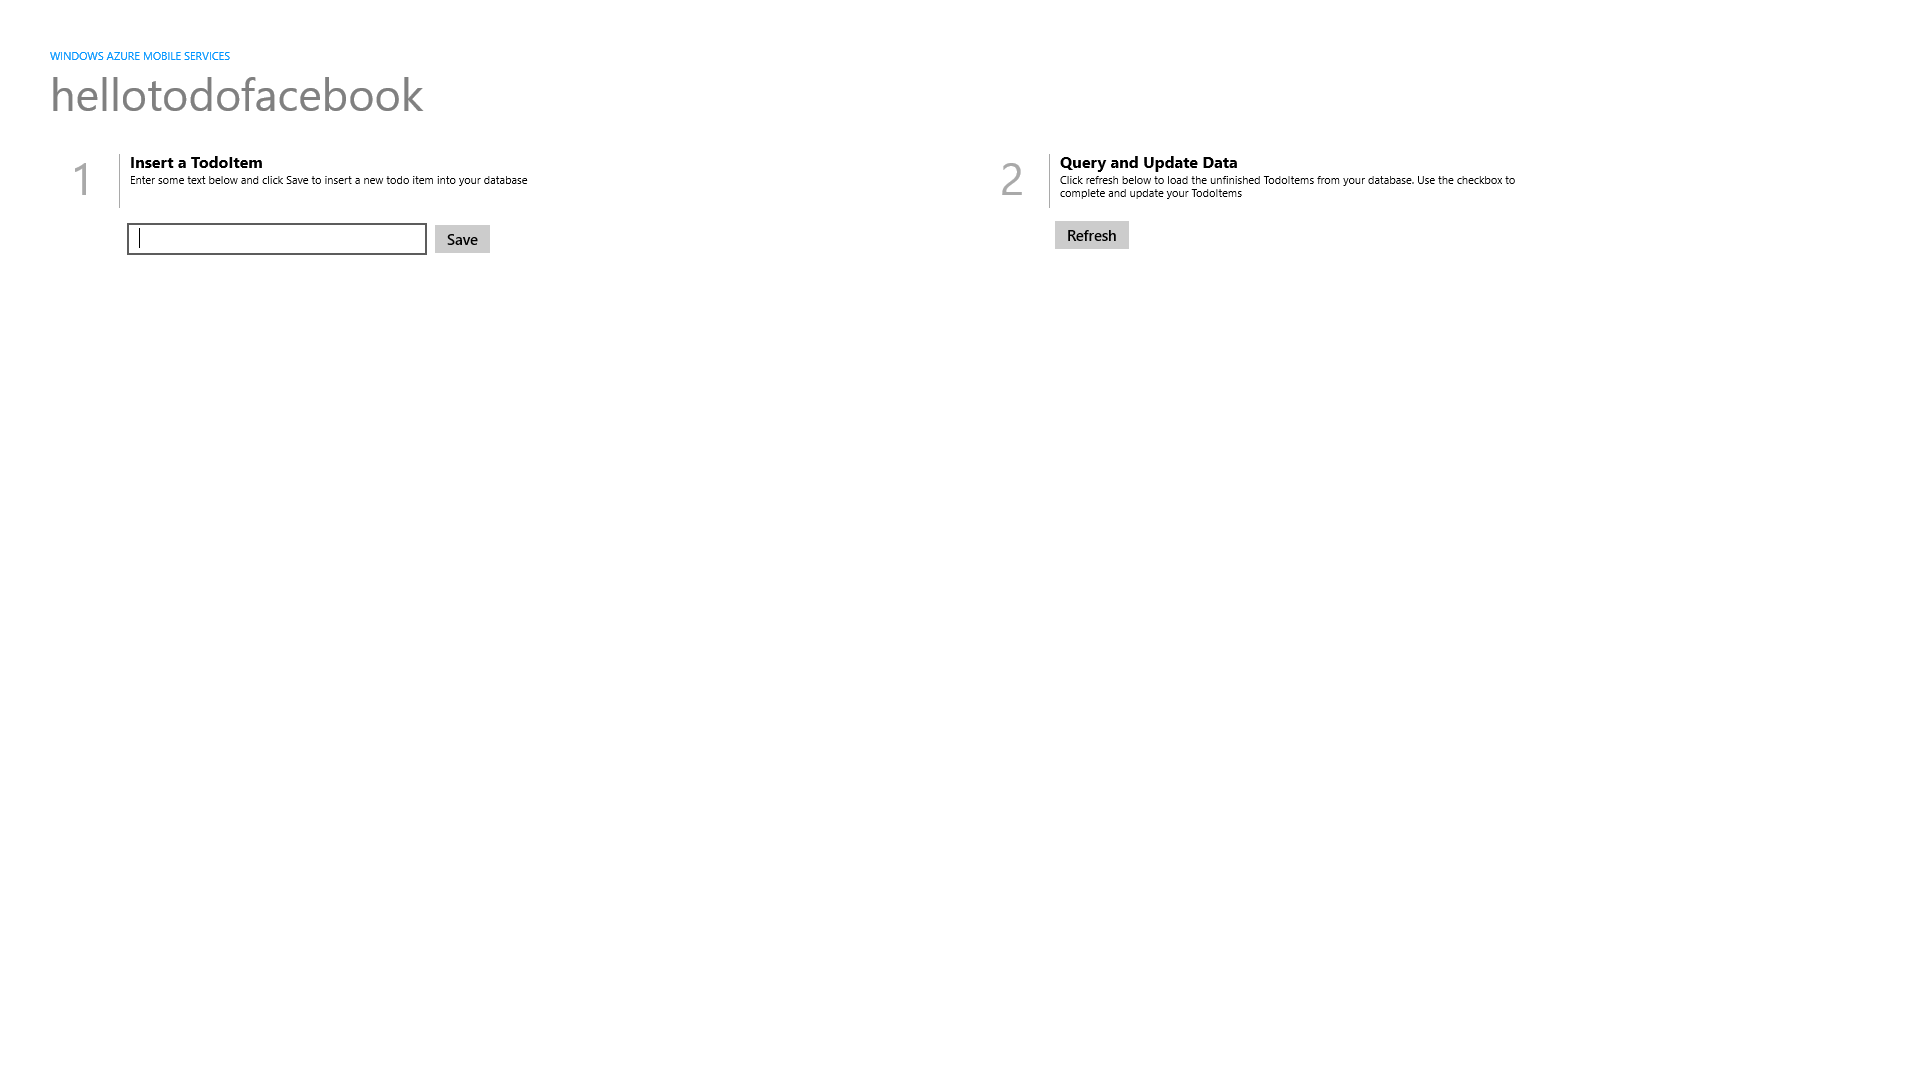 WINDOWS AZURE MOBILE SERVICES
hellotodofacebook
1
Insert a TodoItem
Enter some text below and click Save to insert a new todo item into your database
Save
2
Query and Update Data
Click refresh below to load the unfinished TodoItems from your database. Use the checkbox to
complete and update your TodoItems
Refresh